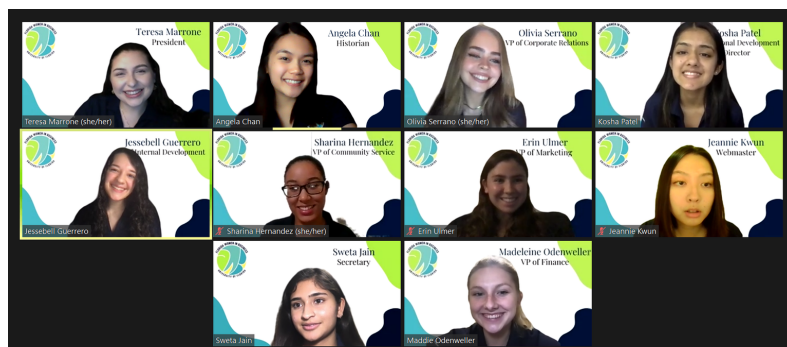 Teresa Marrone
President
Teresa Marrone (she/her)
Angela Chan
Historian
Angela Chan
Olivia Serrano
VP of Corporate Relations
Olivia Serrano (she/her)
Kosha Patel
onal Development
Director
Kosha Patel
Jessebell Guerrero
Internal Development
Jessebell Guerrero
Sharina Hernandez
VP of Community Service
Sharina Hernandez (she/her)
Erin Ulmer
VP of Marketing
Erin Ulmer
Jeannie Kwun
Webmaster
Jeannie Kwun
Sweta Jain
Secretary
Sweta Jain
Madeleine Odenweller
VP of Finance
Maddie Odenweller